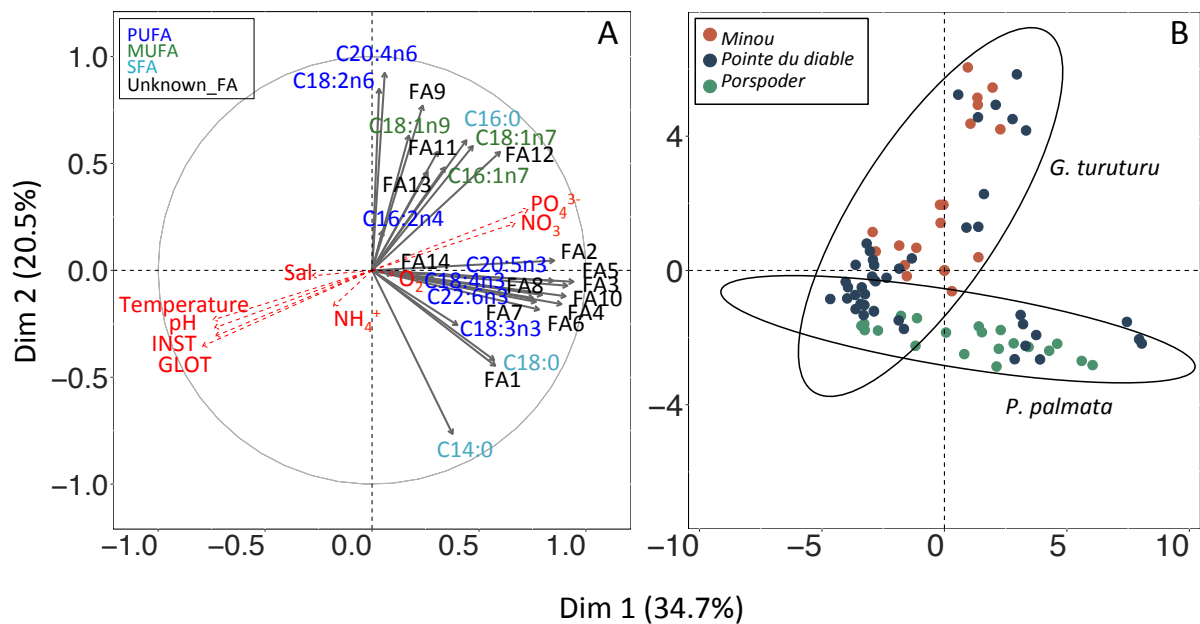 A
PUFA
MUFA
SFA
Unknown_FA
C20:4n6
C18:2n6
FA9
C18:1n9
C16:0
C18:1n7
FA11
FA12
C16:1n7
FA13
C16:2n4
PO₄³⁻
NO₃
FA2
FA14
C20:5n3
FA5
Sal
O₂
C18:4n3
FA8
FA3
C22:6n3
FA10
Temperature
NH₄⁺
FA7
FA4
pH
C18:3n3
FA6
INST
GLOT
C18:0
FA1
C14:0
1.0
0.5
0.0
−0.5
−1.0
Dim 2 (20.5%)
−1.0
−0.5
0.0
0.5
1.0
B
Minou
Pointe du diable
Porspoder
G. turuturu
P. palmata
4
0
−4
−10
−5
0
5
10
Dim 1 (34.7%)